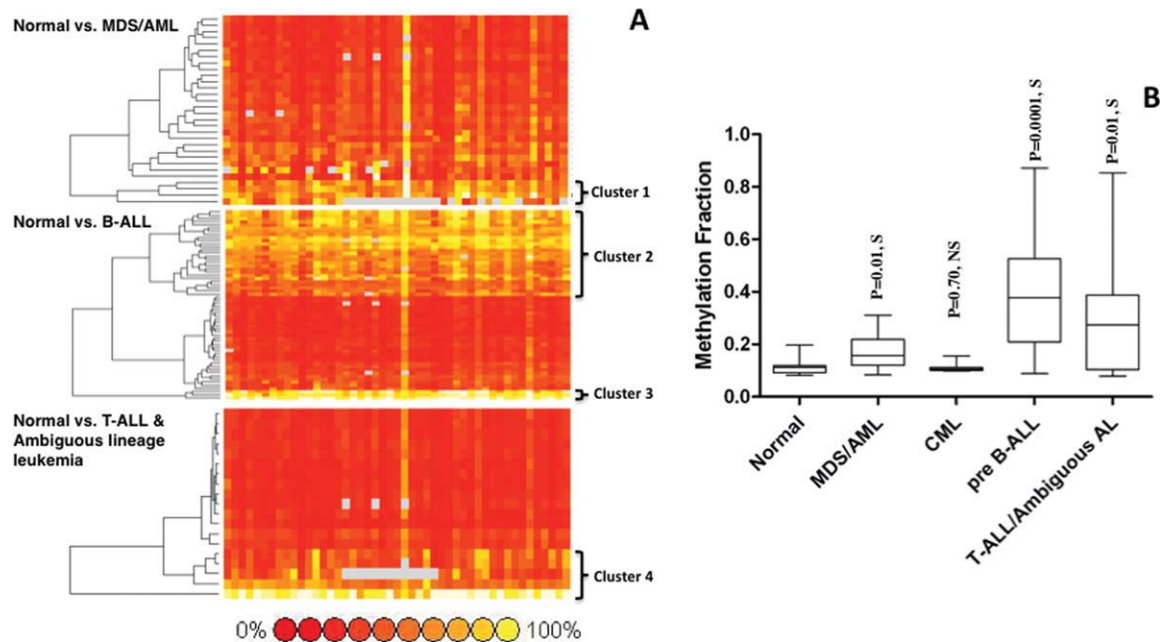 Normal vs. MDS/AML
Cluster 1
Normal vs. B-ALL
Cluster 2
Cluster 3
Normal vs. T-ALL &
Ambiguous lineage
leukemia
Cluster 4
0%
100%
A
B
Methylation Fraction
1.0
0.8
0.6
0.4
0.2
0.0
P=0.01, S
P=0.70, NS
P=0.0001, S
P=0.01, S
Normal
MDS/AML
CML
pre B-ALL
T-ALL/Ambiguous AL